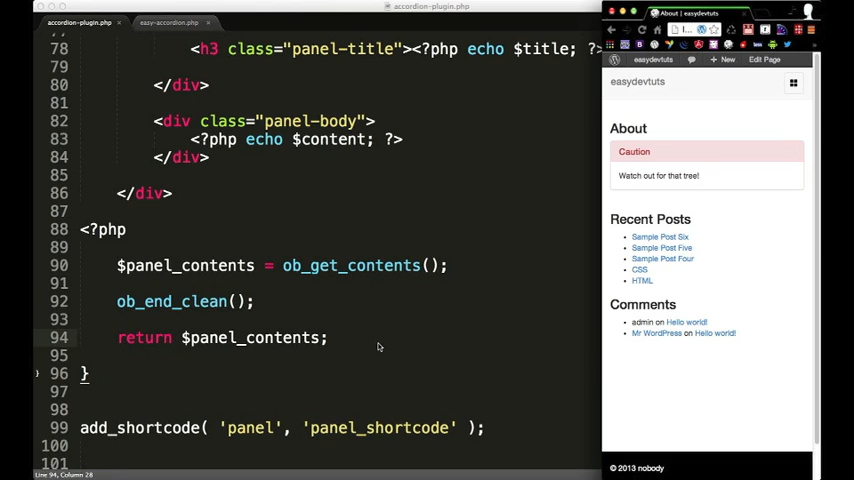 accordion-plugin.php
accordion-plugin.php
easy-accordion.php
78 <h3 class="panel-title"><?php echo $title; ?>
79
80 </div>
81
82 <div class="panel-body">
83 <?php echo $content; ?>
84 </div>
85
86 </div>
87
88 <?php
89
90 $panel_contents = ob_get_contents();
91
92 ob_end_clean();
93
94 return $panel_contents;
95
96 }
97
98
99 add_shortcode( 'panel', 'panel_shortcode' );
100
101
Line 94, Column 28
About | easydevtuts
easydevtuts
New
Edit Page
easydevtuts
About
Caution
Watch out for that tree!
Recent Posts
Sample Post Six
Sample Post Five
Sample Post Four
CSS
HTML
Comments
admin on Hello world!
Mr WordPress on Hello world!
© 2013 nobody